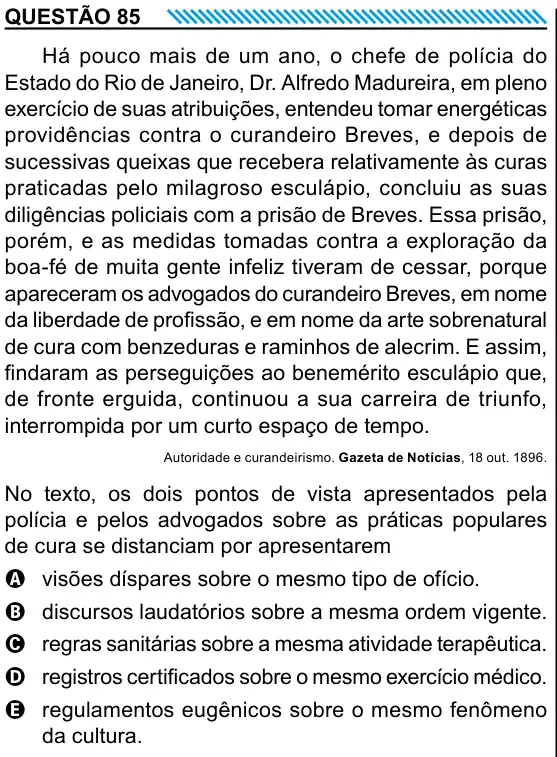 QUESTÃO 85
Há pouco mais de um ano, o chefe de polícia do
Estado do Rio de Janeiro, Dr. Alfredo Madureira, em pleno
exercício de suas atribuições, entendeu tomar energéticas
providências contra o curandeiro Breves, e depois de
sucessivas queixas que recebera relativamente às curas
praticadas pelo milagroso esculápio, concluiu as suas
diligências policiais com a prisão de Breves. Essa prisão,
porém, e as medidas tomadas contra a exploração da
boa-fé de muita gente infeliz tiveram de cessar, porque
apareceram os advogados do curandeiro Breves, em nome
da liberdade de profissão, e em nome da arte sobrenatural
de cura com benzeduras e raminhos de alecrim. E assim,
findaram as perseguições ao benemérito esculápio que,
de fronte erguida, continuou a sua carreira de triunfo,
interrompida por um curto espaço de tempo.
Autoridade e curandeirismo. Gazeta de Notícias, 18 out. 1896.
No texto, os dois pontos de vista apresentados pela
polícia e pelos advogados sobre as práticas populares
de cura se distanciam por apresentarem
A visões díspares sobre o mesmo tipo de ofício.
B discursos laudatórios sobre a mesma ordem vigente.
C regras sanitárias sobre a mesma atividade terapêutica.
D registros certificados sobre o mesmo exercício médico.
E regulamentos eugênicos sobre o mesmo fenômeno
da cultura.